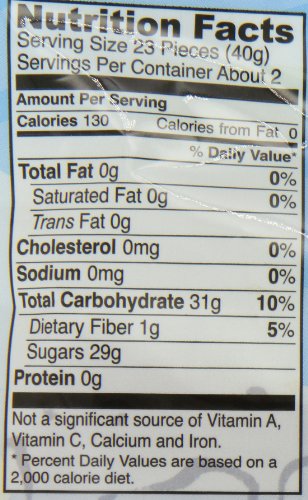 Nutrition Facts
Serving Size 23 Pieces (40g)
Servings Per Container About 2
Amount Per Serving
Calories 130 Calories from Fat 0
% Daily Value*
Total Fat 0g 0%
Saturated Fat 0g 0%
Trans Fat 0g
Cholesterol 0mg 0%
Sodium 0mg 0%
Total Carbohydrate 31g 10%
Dietary Fiber 1g 5%
Sugars 29g
Protein 0g
Not a significant source of Vitamin A,
Vitamin C, Calcium and Iron.
* Percent Daily Values are based on a
2,000 calorie diet.